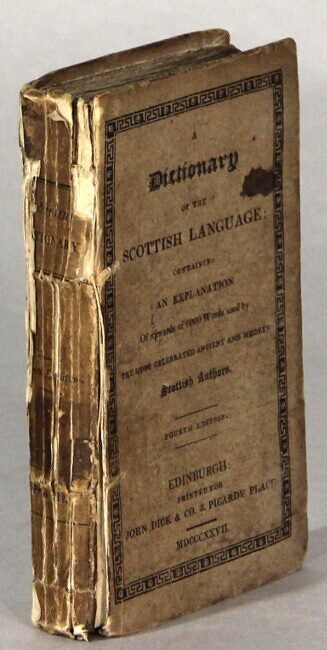 A
Dictionary
OF THE
SCOTTISH LANGUAGE;
CONTAINING
AN EXPLANATION
Of upwards of 6000 Words used by
THE MOST CELEBRATED ANCIENT AND MODERN
Scottish Authors.
FOURTH EDITION.
EDINBURGH:
PRINTED FOR
JOHN DICK & CO. 2. PICARDY PLACE
MDCCCXXVII.